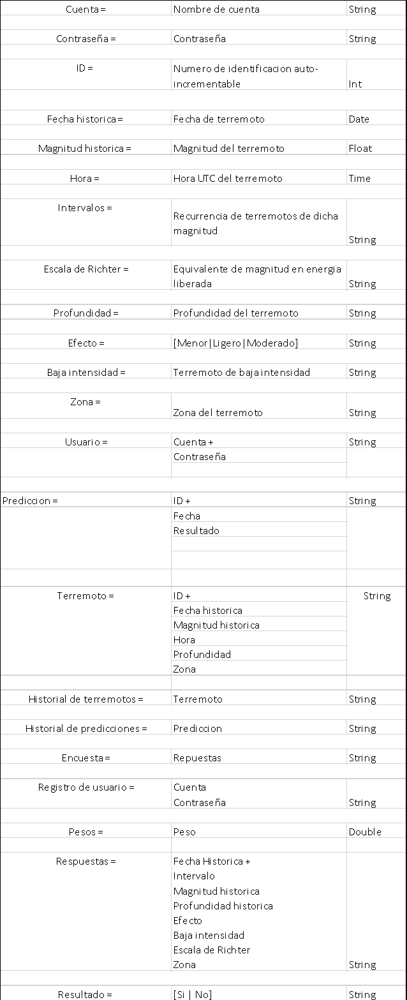 Cuenta = Nombre de cuenta String
Contraseña = Contraseña String
ID = Numero de identificacion auto-
incrementable Int
Fecha historica = Fecha de terremoto Date
Magnitud historica = Magnitud del terremoto Float
Hora = Hora UTC del terremoto Time
Intervalos =
Recurrencia de terremotos de dicha
magnitud
String
Escala de Richter = Equivalente de magnitud en energia
liberada String
Profundidad = Profundidad del terremoto String
Efecto = [Menor|Ligero|Moderado] String
Baja intensidad = Terremoto de baja intensidad String
Zona =
Zona del terremoto String
Usuario = Cuenta + String
Contraseña
Prediccion = ID + String
Fecha
Resultado
Terremoto = ID + String
Fecha historica
Magnitud historica
Hora
Profundidad
Zona
Historial de terremotos = Terremoto String
Historial de predicciones = Prediccion String
Encuesta = Repuestas String
Registro de usuario = Cuenta
Contraseña String
Pesos = Peso Double
Respuestas = Fecha Historica +
Intervalo
Magnitud historica
Profundidad historica
Efecto
Baja intensidad
Escala de Richter
Zona String
Resultado = [Si | No] String